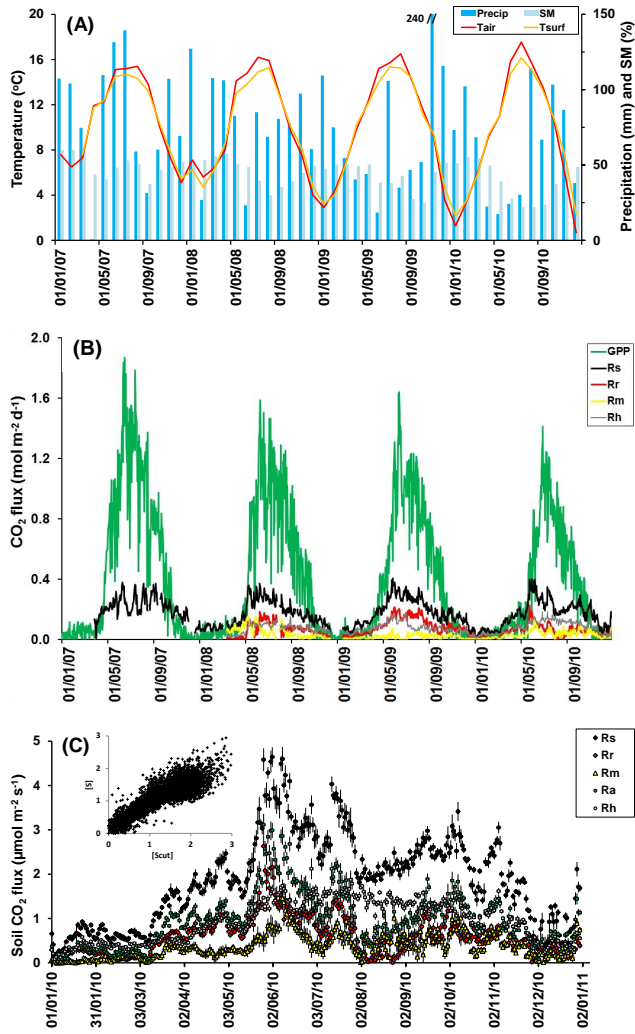 (A)
240 //
Precip
SM
Tair
Tsurf
Temperature (ºC)
20
16
12
8
4
0
Precipitation (mm) and SM (%)
150
100
50
0
01/01/07
01/05/07
01/09/07
01/01/08
01/05/08
01/09/08
01/01/09
01/05/09
01/09/09
01/01/10
01/05/10
01/09/10
(B)
GPP
Rs
Rr
Rm
Rh
CO2 flux (mol m-2 d-1)
2.0
1.6
1.2
0.8
0.4
0.0
01/01/07
01/05/07
01/09/07
01/01/08
01/05/08
01/09/08
01/01/09
01/05/09
01/09/09
01/01/10
01/05/10
01/09/10
(C)
Rs
Rr
Rm
Ra
Rh
Soil CO2 flux (µmol m-2 s-1)
5
4
3
2
1
0
[S]
3
2
1
0
0
1
2
3
[Scut]
01/01/10
31/01/10
03/03/10
02/04/10
03/05/10
02/06/10
03/07/10
02/08/10
02/09/10
02/10/10
02/11/10
02/12/10
02/01/11